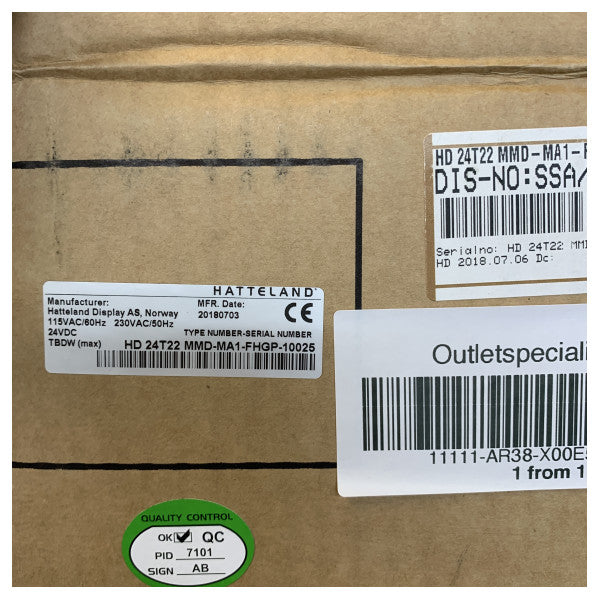 HD 24T22 MMD-MA1-F
DIS-NO:SSA/
Serialno: HD 24T22 MMD
HD 2018.07.06 Dc:
HATTELAND®
Manufacturer:
Hatteland Display AS, Norway
115VAC/60Hz 230VAC/50Hz
24VDC
TBDW (max)
MFR. Date:
20180703
CE
TYPE NUMBER-SERIAL NUMBER
HD 24T22 MMD-MA1-FHGP-10025
Outletspeciali
11111-AR38-X00E5
1 from 1
QUALITY CONTROL
OK QC
PID 7101
SIGN AB